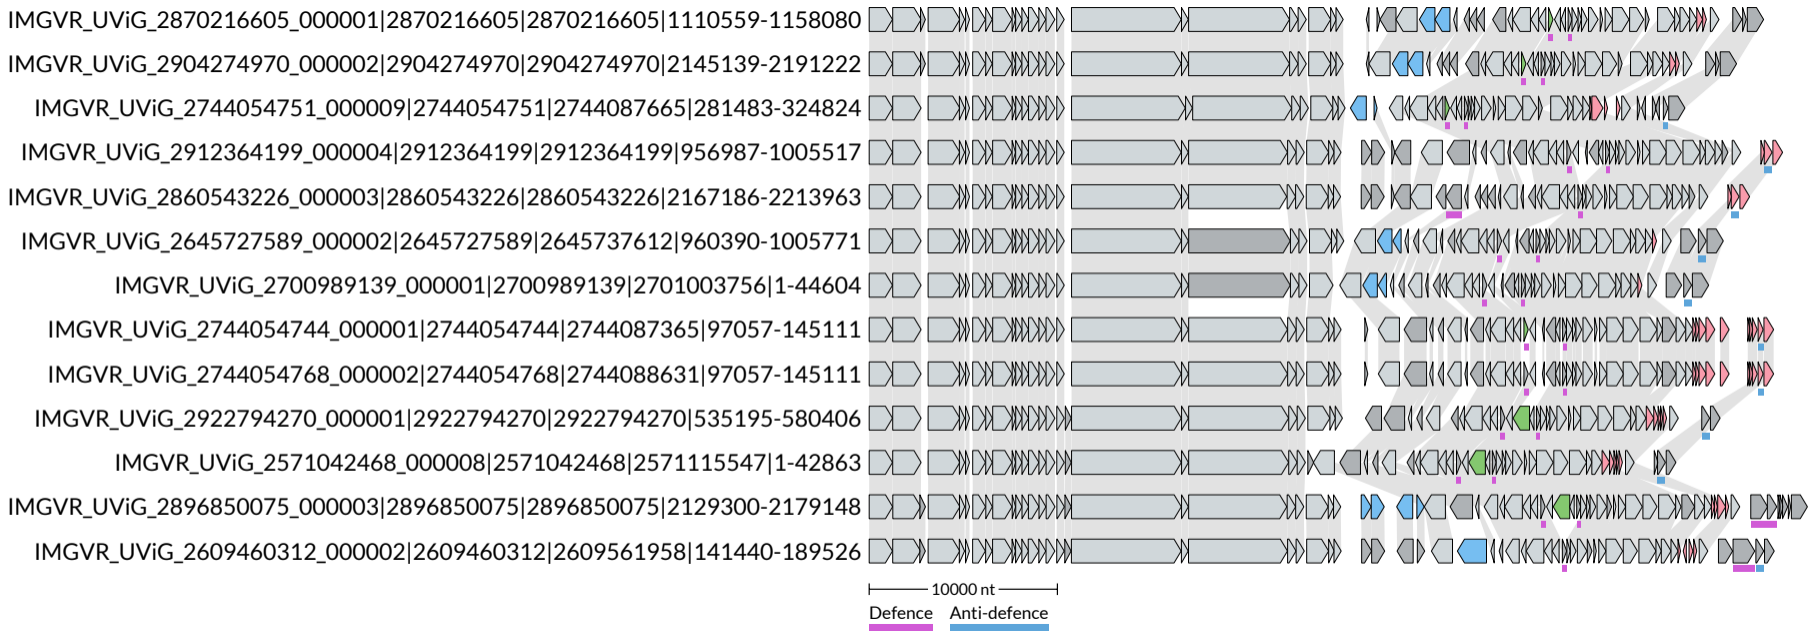 IMGVR_UViG_2870216605_000001|2870216605|2870216605|1110559-1158080
IMGVR_UViG_2904274970_000002|2904274970|2904274970|2145139-2191222
IMGVR_UViG_2744054751_000009|2744054751|2744087665|281483-324824
IMGVR_UViG_2912364199_000004|2912364199|2912364199|956987-1005517
IMGVR_UViG_2860543226_000003|2860543226|2860543226|2167186-2213963
IMGVR_UViG_2645727589_000002|2645727589|2645737612|960390-1005771
IMGVR_UViG_2700989139_000001|2700989139|2701003756|1-44604
IMGVR_UViG_2744054744_000001|2744054744|2744087365|97057-145111
IMGVR_UViG_2744054768_000002|2744054768|2744088631|97057-145111
IMGVR_UViG_2922794270_000001|2922794270|2922794270|535195-580406
IMGVR_UViG_2571042468_000008|2571042468|2571115547|1-42863
IMGVR_UViG_2896850075_000003|2896850075|2896850075|2129300-2179148
IMGVR_UViG_2609460312_000002|2609460312|2609561958|141440-189526
10000 nt
Defence Anti-defence